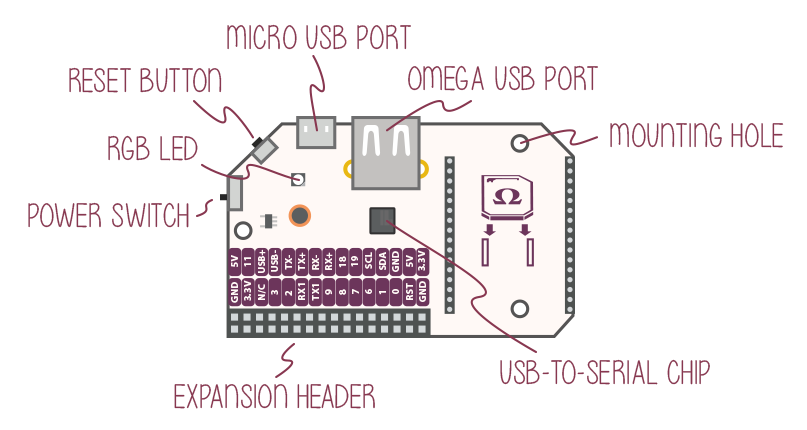 MICRO USB PORT
RESET BUTTON
OMEGA USB PORT
RGB LED
MOUNTING HOLE
POWER SWITCH
Ω
5V 11 USB+ USB- TX- TX+ RX- RX+ 18 19 SCL SDA GND 5V 3.3V
GND 3.3V N/C 3 2 RX1 TX1 9 8 7 6 1 0 RST GND
USB-TO-SERIAL CHIP
EXPANSION HEADER